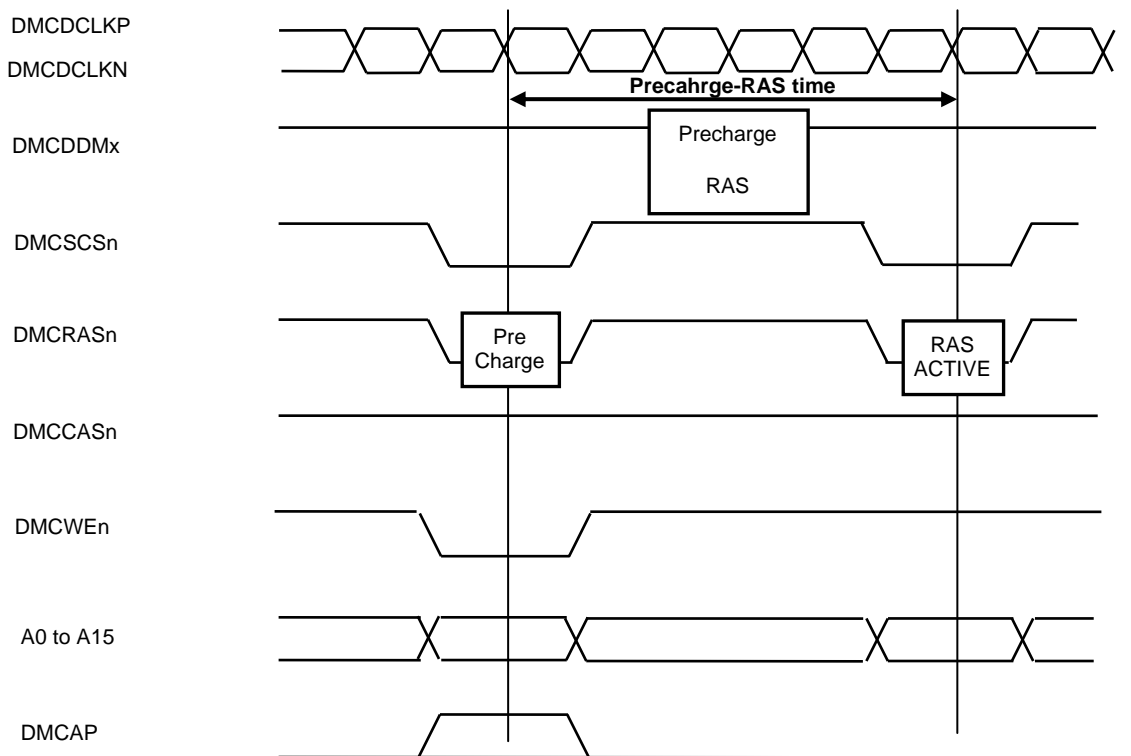 DMCDCLKP
DMCDCLKN
Precahrge-RAS time
DMCDDMx
Precharge
RAS
DMCSCSn
DMCRASn
Pre
Charge
RAS
ACTIVE
DMCCASn
DMCWEn
A0 to A15
DMCAP